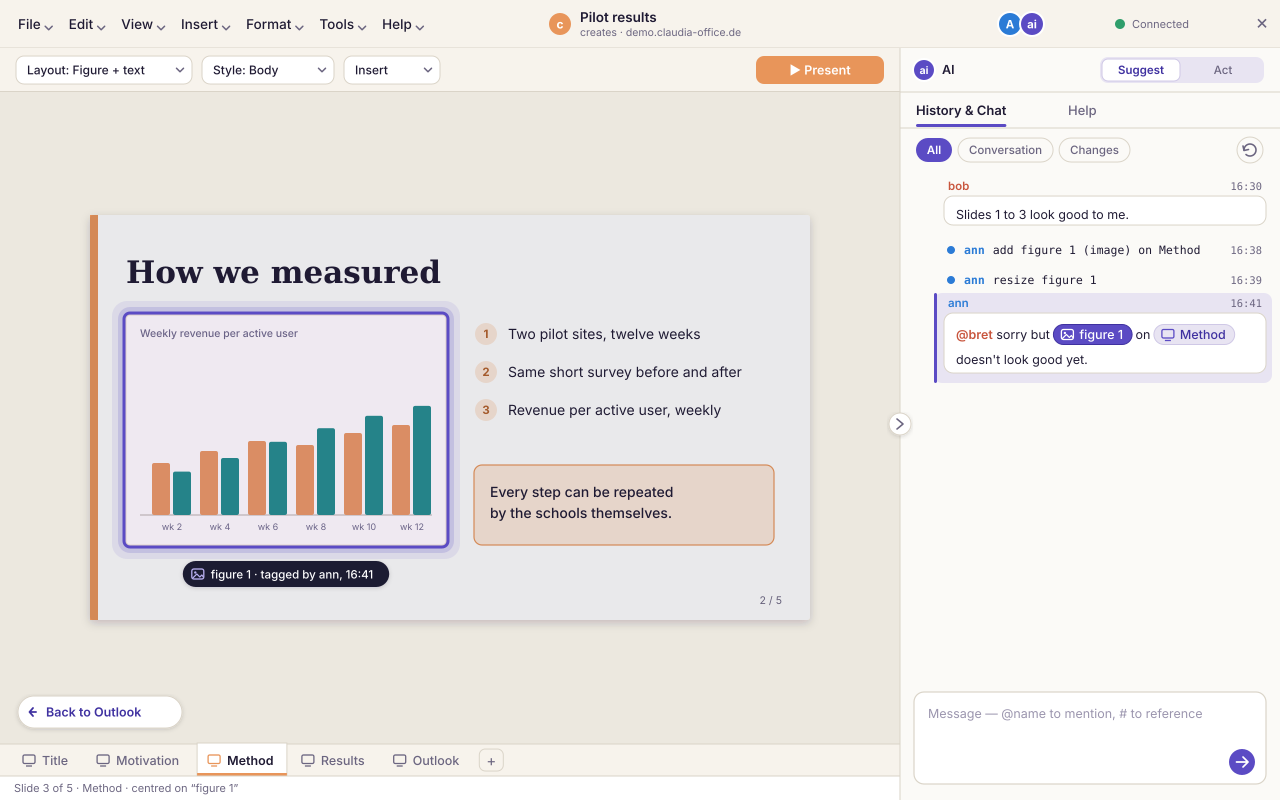 File Edit View Insert Format Tools Help
c Pilot results
creates · demo.claudia-office.de
A ai
Connected ✕
Layout: Figure + text
Style: Body
Insert
▶ Present
ai AI
Suggest Act
History & Chat Help
All Conversation Changes
bob 16:30
Slides 1 to 3 look good to me.
ann add figure 1 (image) on Method 16:38
ann resize figure 1 16:39
ann 16:41
@bret sorry but figure 1 on Method
doesn't look good yet.
How we measured
Weekly revenue per active user
wk 2 wk 4 wk 6 wk 8 wk 10 wk 12
figure 1 · tagged by ann, 16:41
1 Two pilot sites, twelve weeks
2 Same short survey before and after
3 Revenue per active user, weekly
Every step can be repeated
by the schools themselves.
2 / 5
← Back to Outlook
Message — @name to mention, # to reference
Title Motivation Method Results Outlook +
Slide 3 of 5 · Method · centred on “figure 1”